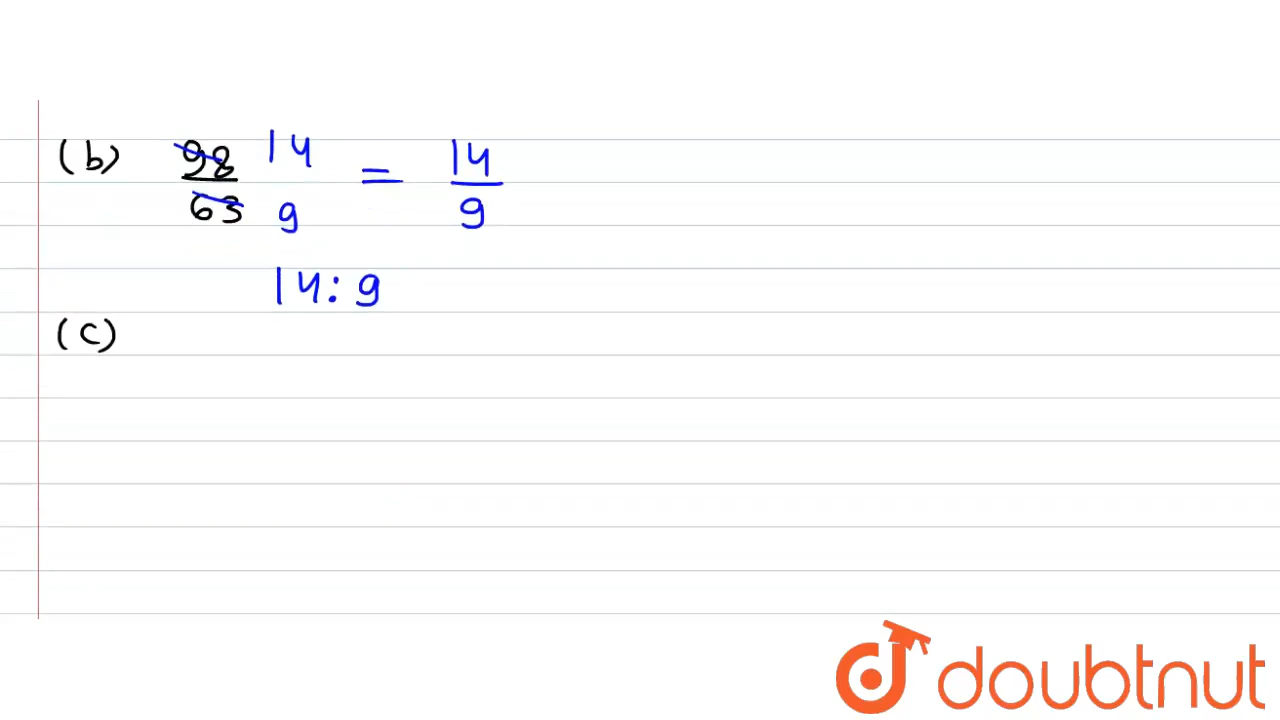 (b) 98/63 14/9 = 14/9
14 : 9
(c)
doubtnut